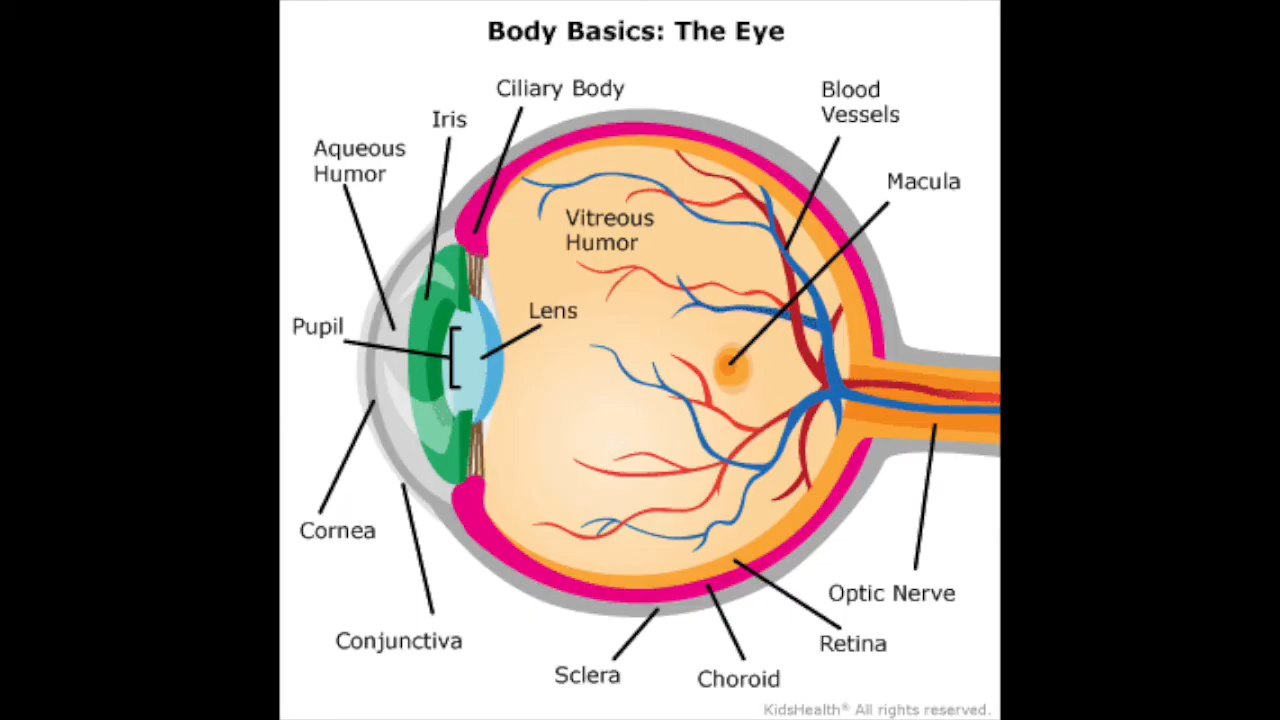 Body Basics: The Eye
Ciliary Body
Blood
Vessels
Iris
Aqueous
Humor
Macula
Vitreous
Humor
Lens
Pupil
Cornea
Optic Nerve
Conjunctiva
Retina
Sclera
Choroid
KidsHealth® All rights reserved.